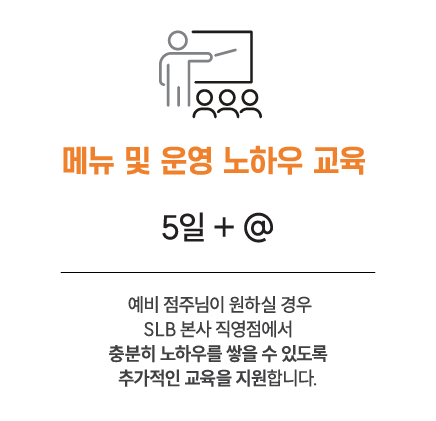 메뉴 및 운영 노하우 교육
5일 + @
예비 점주님이 원하실 경우
SLB 본사 직영점에서
충분히 노하우를 쌓을 수 있도록
추가적인 교육을 지원합니다.